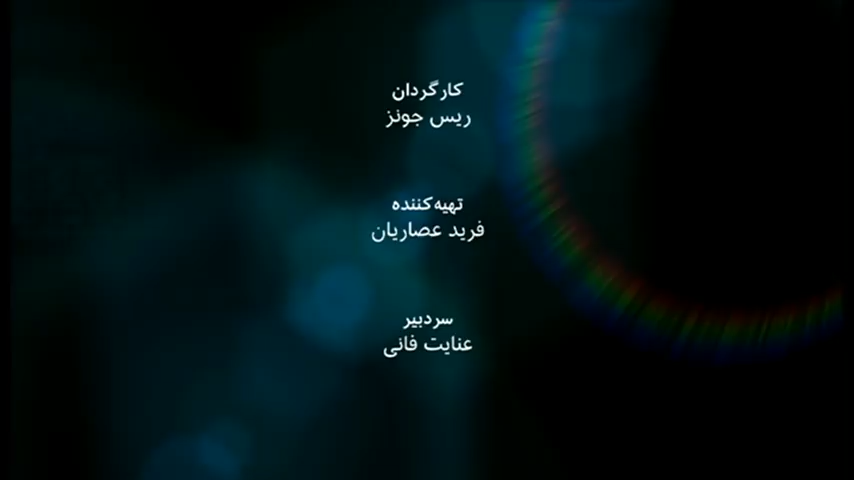 کارگردان
ریس جونز
تهیه‌کننده
فرید عصاریان
سردبیر
عنایت فانی